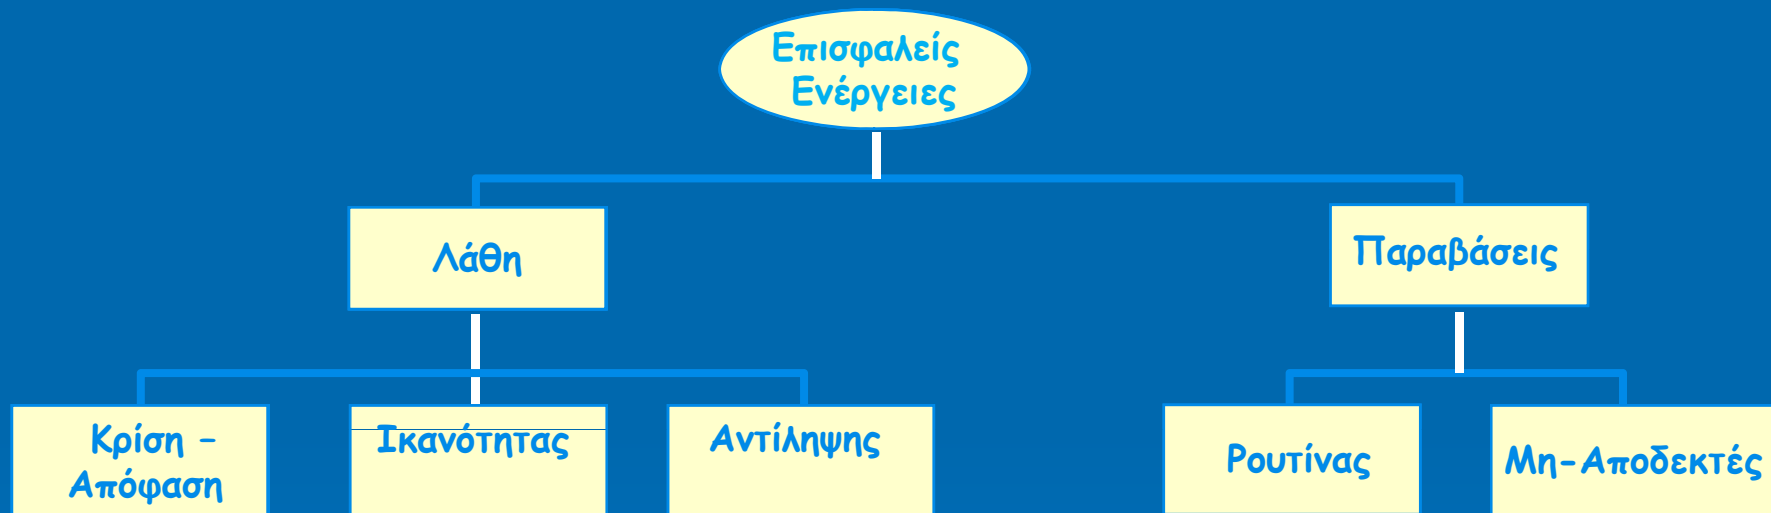 Επισφαλείς
Ενέργειες
Λάθη
Παραβάσεις
Κρίση –
Απόφαση
Ικανότητας
Αντίληψης
Ρουτίνας
Μη-Αποδεκτές